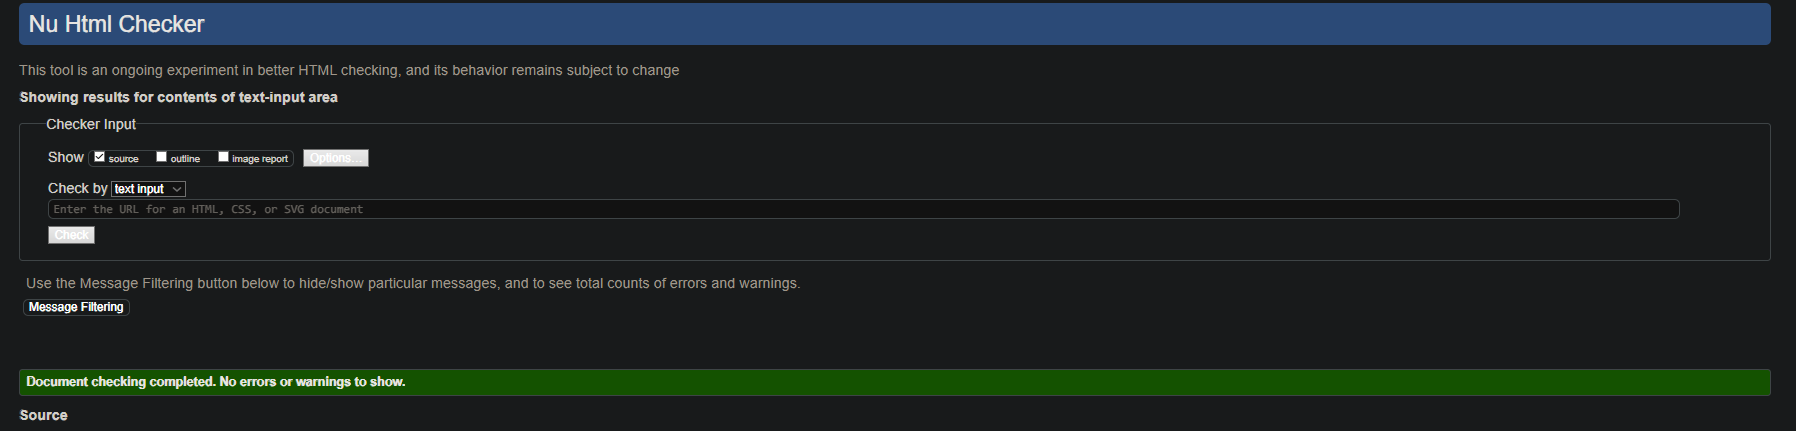 Nu Html Checker
This tool is an ongoing experiment in better HTML checking, and its behavior remains subject to change
Showing results for contents of text-input area
Checker Input
Show source outline image report Options...
Check by text input
Enter the URL for an HTML, CSS, or SVG document
Check
Use the Message Filtering button below to hide/show particular messages, and to see total counts of errors and warnings.
Message Filtering
Document checking completed. No errors or warnings to show.
Source